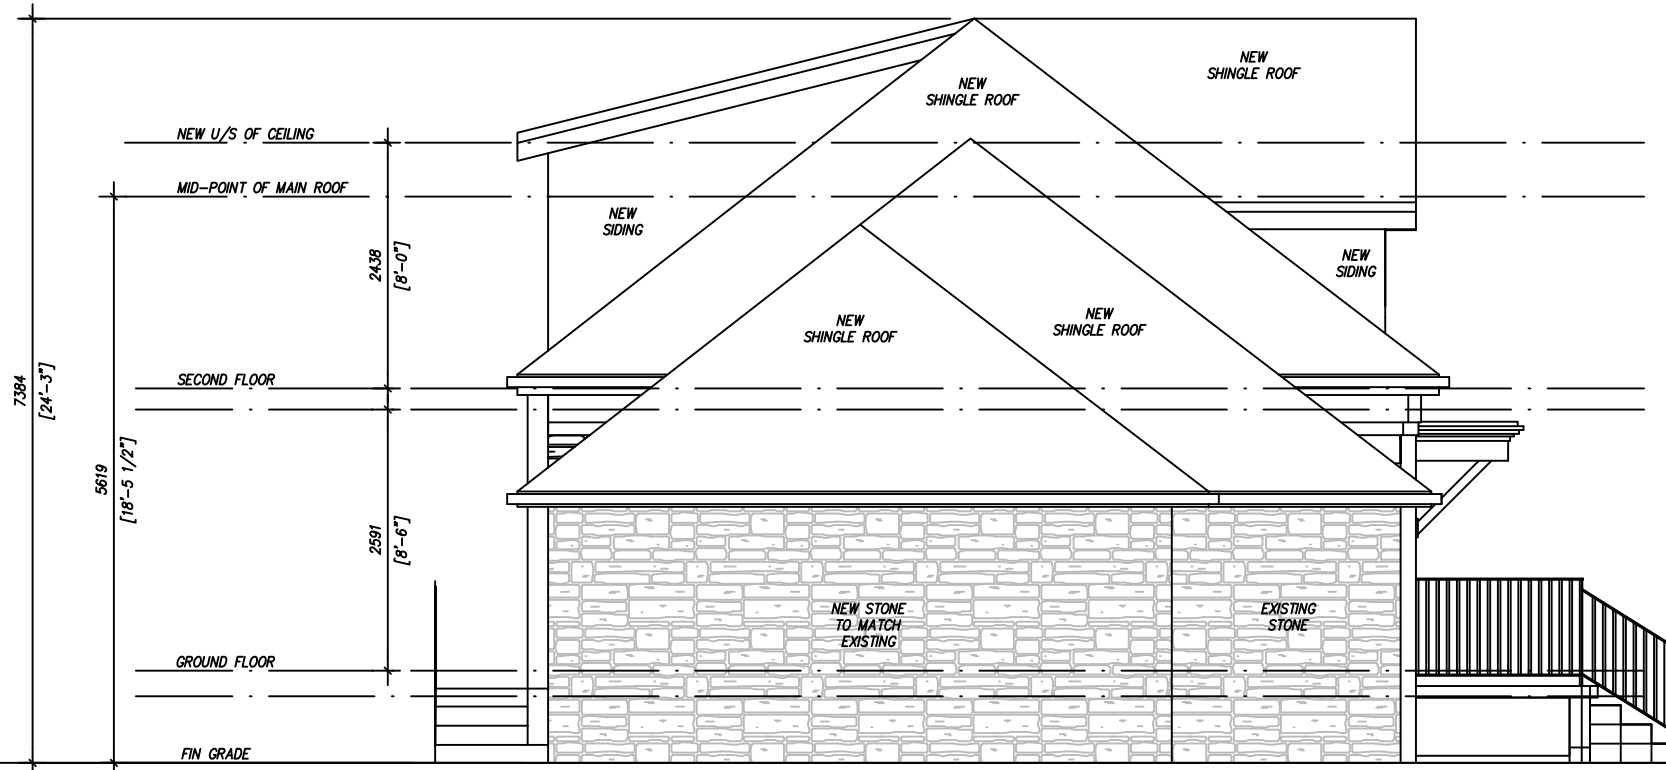 NEW
SHINGLE ROOF
NEW
SHINGLE ROOF
NEW U/S OF CEILING
MID-POINT OF MAIN ROOF
NEW
SIDING
2438
[8'-0"]
NEW
SIDING
NEW
SHINGLE ROOF
NEW
SHINGLE ROOF
SECOND FLOOR
7384
[24'-3"]
5619
[18'-5 1/2"]
2591
[8'-6"]
NEW STONE
TO MATCH
EXISTING
EXISTING
STONE
GROUND FLOOR
FIN GRADE